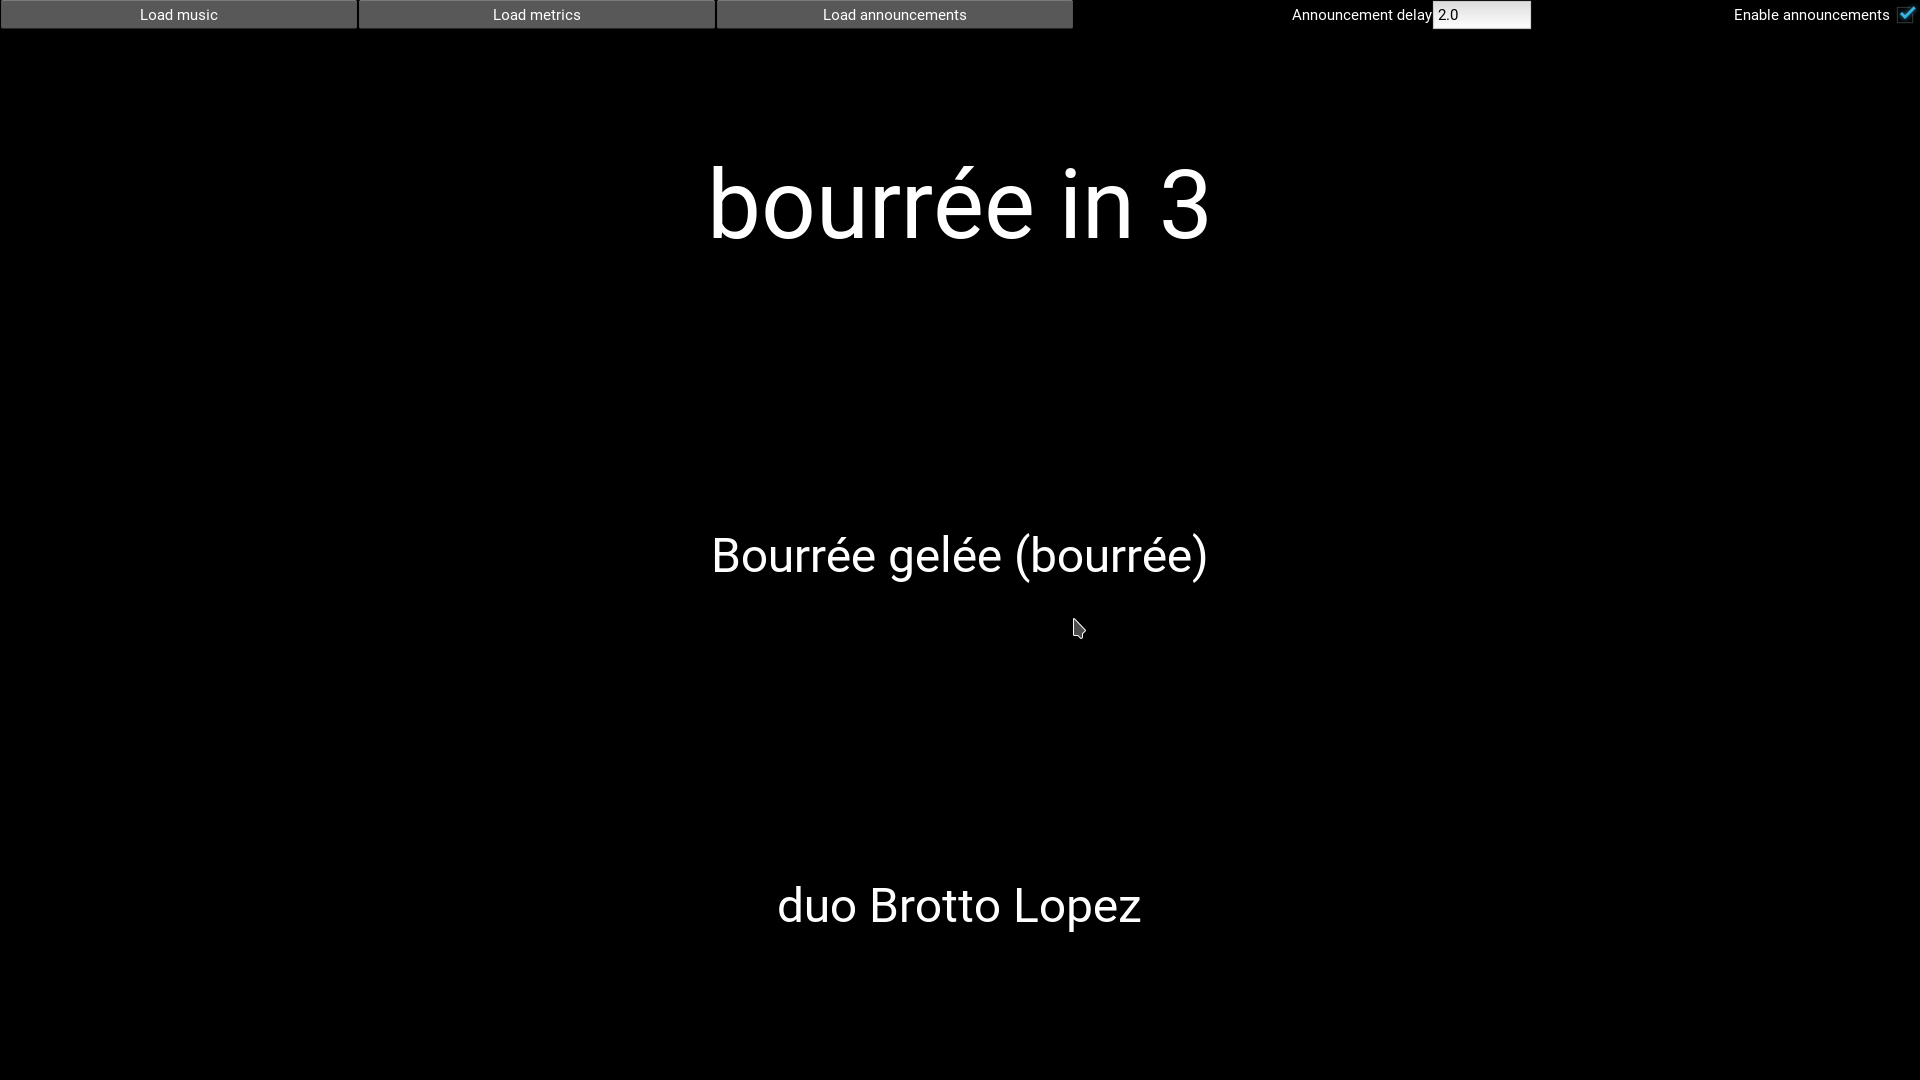 Load music Load metrics Load announcements Announcement delay 2.0 Enable announcements
bourrée in 3
Bourrée gelée (bourrée)
duo Brotto Lopez